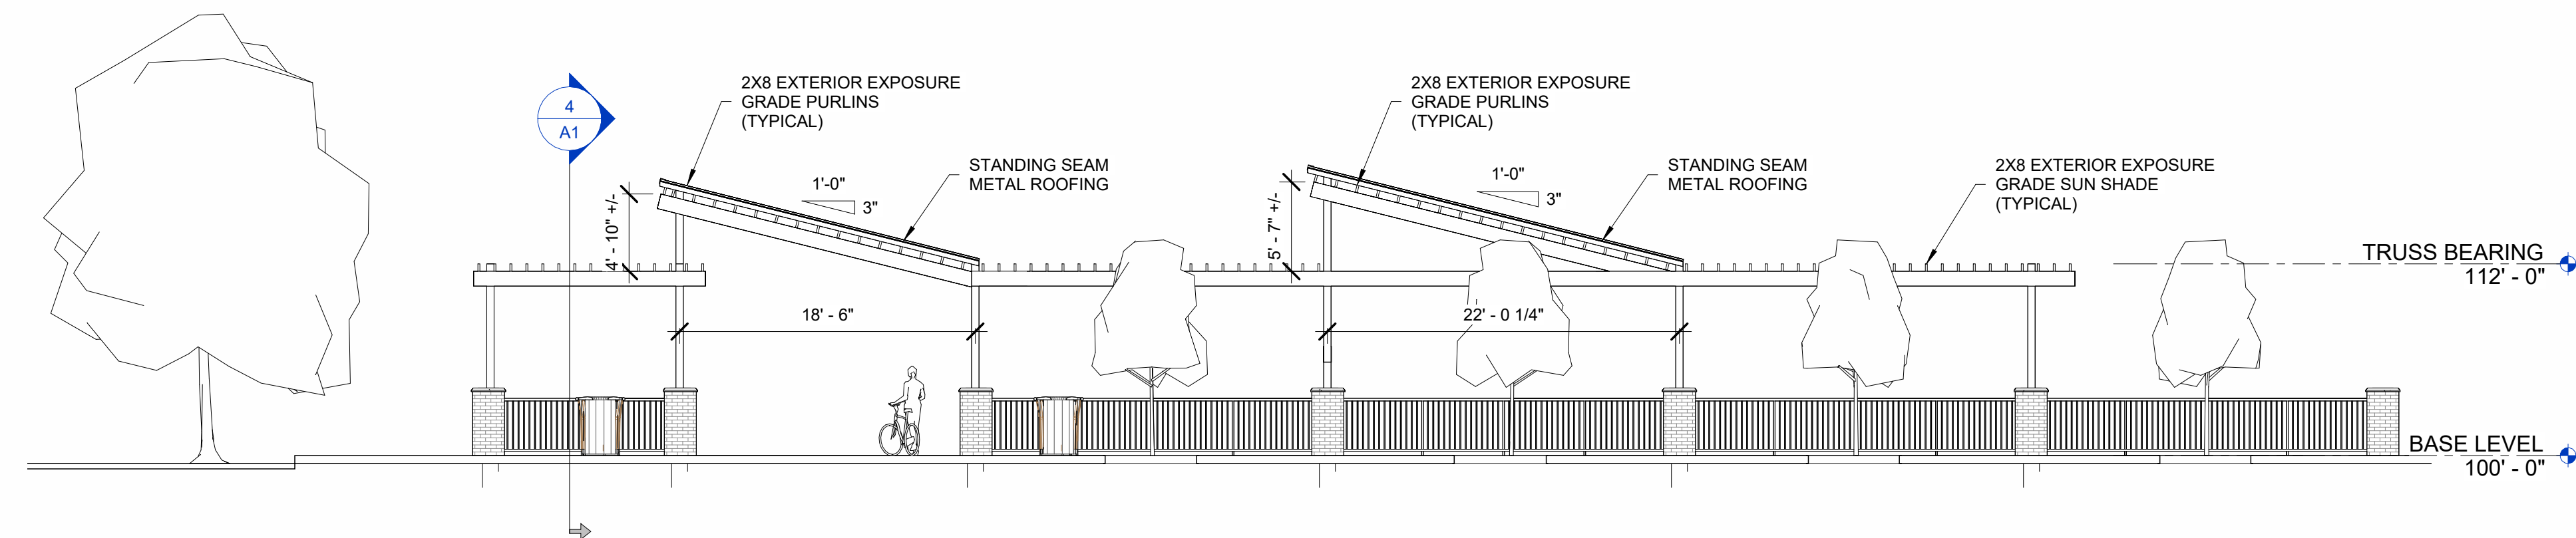 4
A1
2X8 EXTERIOR EXPOSURE
GRADE PURLINS
(TYPICAL)
STANDING SEAM
METAL ROOFING
1'-0"
3"
4' - 10" +/-
18' - 6"
2X8 EXTERIOR EXPOSURE
GRADE PURLINS
(TYPICAL)
STANDING SEAM
METAL ROOFING
1'-0"
3"
5' - 7" +/-
22' - 0 1/4"
2X8 EXTERIOR EXPOSURE
GRADE SUN SHADE
(TYPICAL)
TRUSS BEARING
112' - 0"
BASE LEVEL
100' - 0"